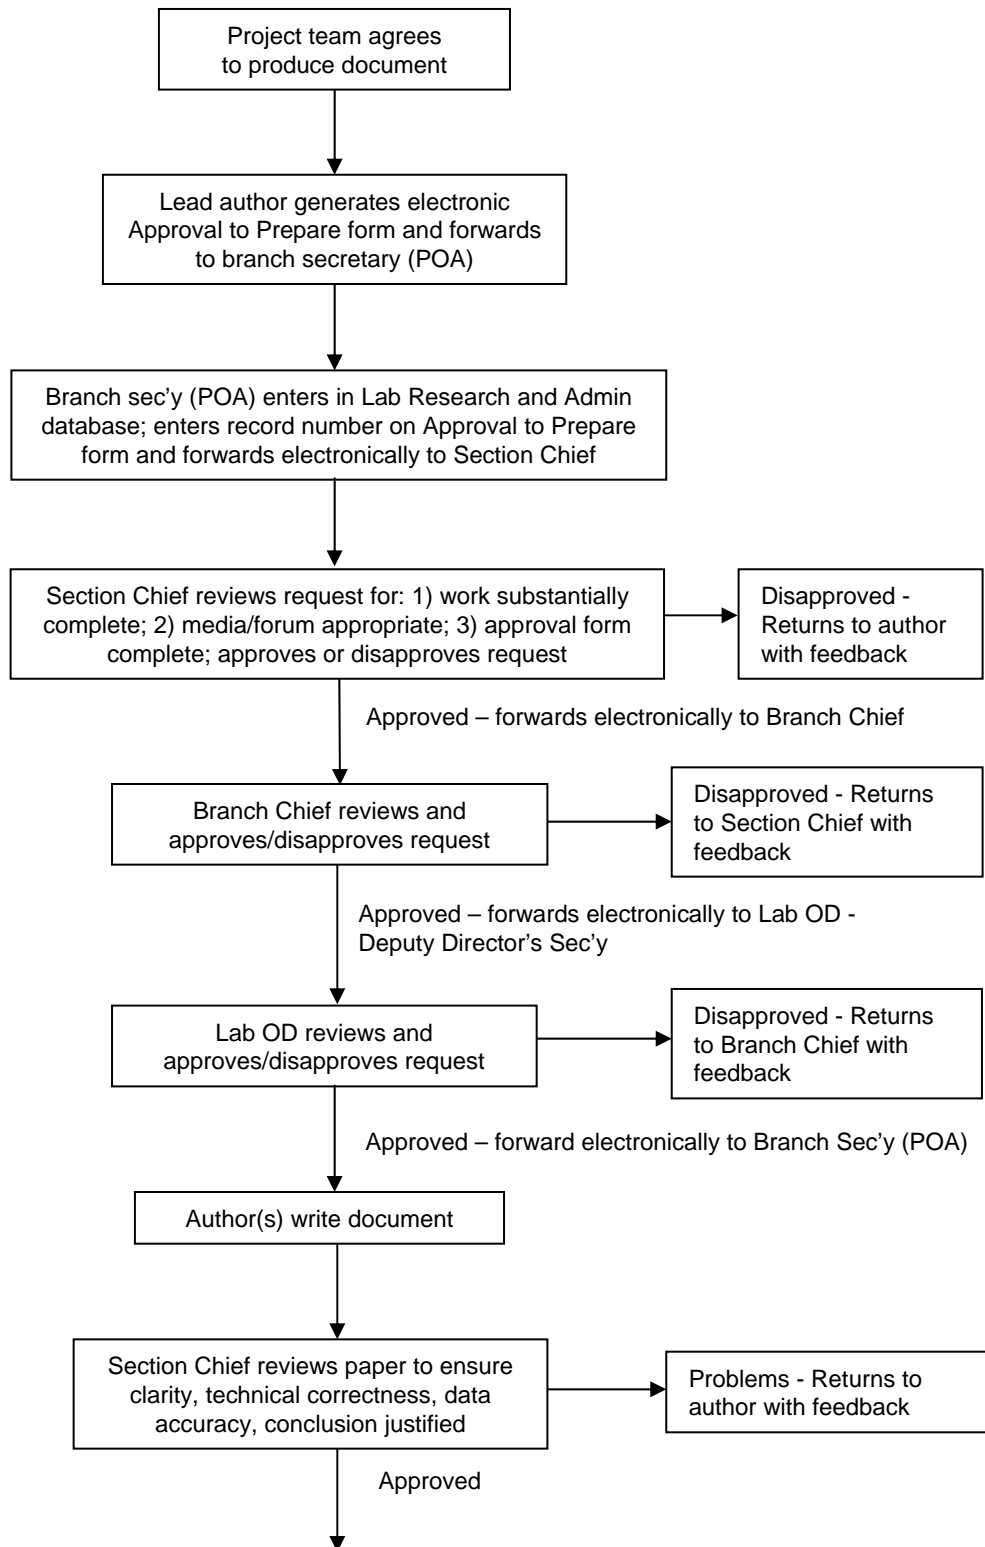 Project team agrees
to produce document
Lead author generates electronic
Approval to Prepare form and forwards
to branch secretary (POA)
Branch sec’y (POA) enters in Lab Research and Admin
database; enters record number on Approval to Prepare
form and forwards electronically to Section Chief
Section Chief reviews request for: 1) work substantially
complete; 2) media/forum appropriate; 3) approval form
complete; approves or disapproves request
Disapproved -
Returns to author
with feedback
Approved – forwards electronically to Branch Chief
Branch Chief reviews and
approves/disapproves request
Disapproved - Returns
to Section Chief with
feedback
Approved – forwards electronically to Lab OD -
Deputy Director’s Sec’y
Lab OD reviews and
approves/disapproves request
Disapproved - Returns
to Branch Chief with
feedback
Approved – forward electronically to Branch Sec’y (POA)
Author(s) write document
Section Chief reviews paper to ensure
clarity, technical correctness, data
accuracy, conclusion justified
Problems - Returns to
author with feedback
Approved